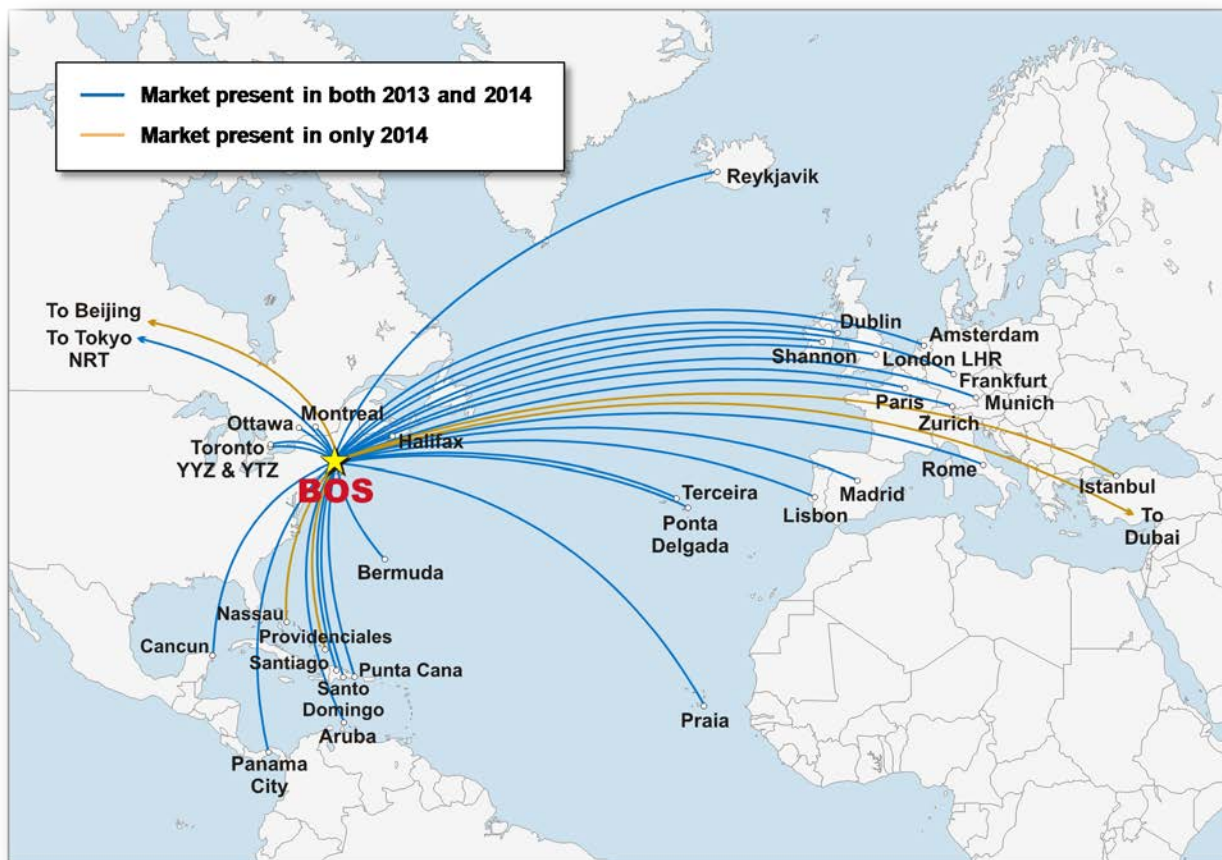 Market present in both 2013 and 2014
Market present in only 2014
Reykjavik
To Beijing
To Tokyo
NRT
Dublin
Amsterdam
Shannon
London LHR
Frankfurt
Paris
Munich
Zurich
Montreal
Ottawa
Halifax
Toronto
YYZ & YTZ
BOS
Rome
Istanbul
Madrid
Lisbon
To
Dubai
Terceira
Ponta
Delgada
Bermuda
Nassau
Providenciales
Cancun
Santiago
Punta Cana
Santo
Domingo
Aruba
Praia
Panama
City